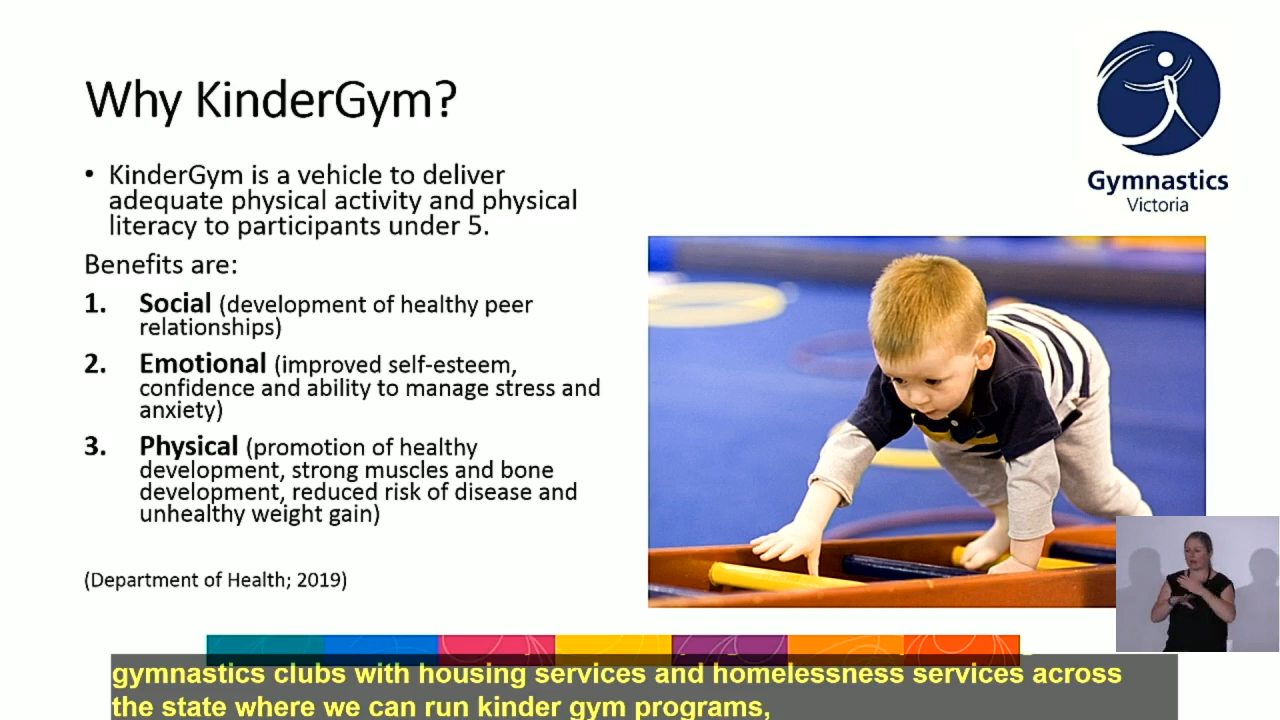 Why KinderGym?
Gymnastics
Victoria
• KinderGym is a vehicle to deliver
adequate physical activity and physical
literacy to participants under 5.
Benefits are:
1. Social (development of healthy peer
relationships)
2. Emotional (improved self-esteem,
confidence and ability to manage stress and
anxiety)
3. Physical (promotion of healthy
development, strong muscles and bone
development, reduced risk of disease and
unhealthy weight gain)
(Department of Health; 2019)
gymnastics clubs with housing services and homelessness services across
the state where we can run kinder gym programs,